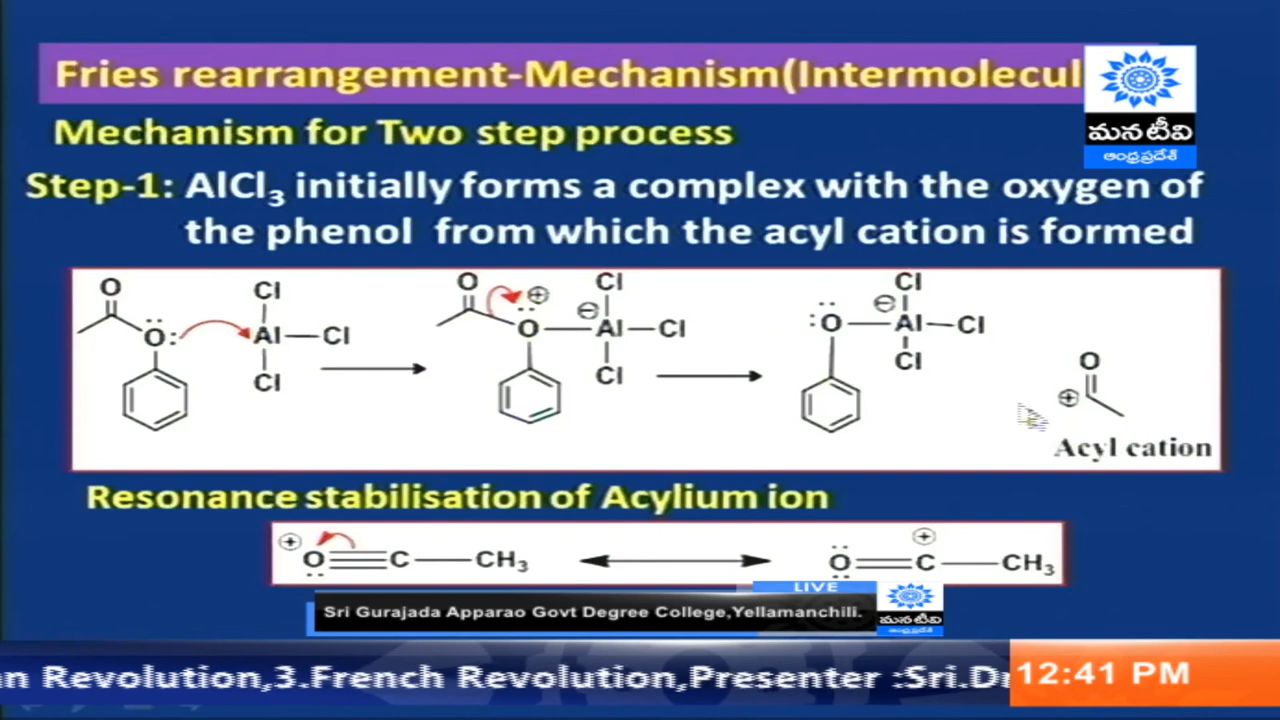 Fries rearrangement-Mechanism(Intermolecul
మన టీవి
ఆంధ్రప్రదేశ్
Mechanism for Two step process
Step-1: AlCl3 initially forms a complex with the oxygen of
the phenol from which the acyl cation is formed
O O: Cl Al Cl Cl
O O ⊕ ⊖ Cl Al Cl Cl
:O ⊖ Cl Al Cl Cl
O ⊕
Acyl cation
Resonance stabilisation of Acylium ion
⊕ O≡C—CH3 ↔ O=C—CH3 ⊕
LIVE
Sri Gurajada Apparao Govt Degree College,Yellamanchili.
మన టీవి
ఆంధ్రప్రదేశ్
n Revolution,3.French Revolution,Presenter :Sri.Dr
12:41 PM